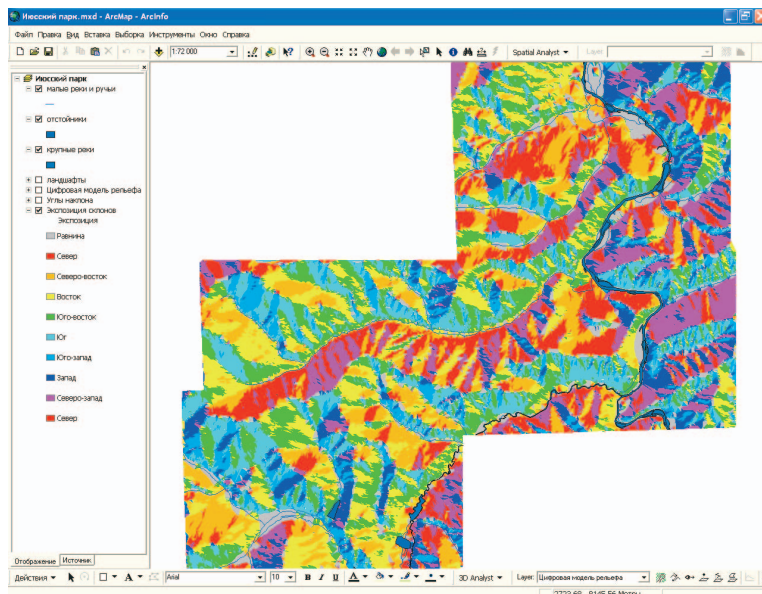 Июсский парк.mxd - ArcMap - ArcInfo
Файл Правка Вид Вставка Выборка Инструменты Окно Справка
1:72 000
Spatial Analyst
Layer
Июсский парк
малые реки и ручьи
отстойники
крупные реки
ландшафты
Цифровая модель рельефа
Углы наклона
Экспозиция склонов
Экспозиция
Равнина
Север
Северо-восток
Восток
Юго-восток
Юг
Юго-запад
Запад
Северо-запад
Север
Отображение Источник
Действия
A
Arial
10
B I U A
3D Analyst
Layer: Цифровая модель рельефа